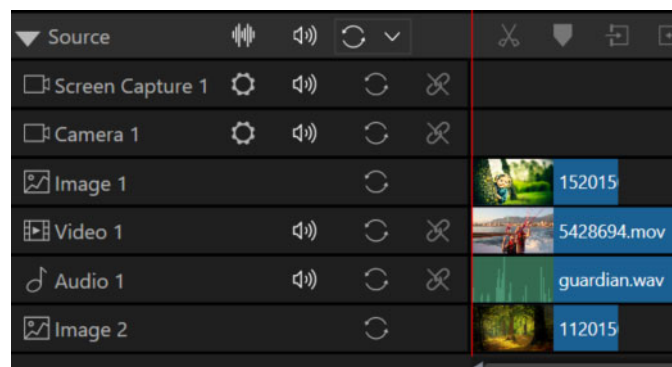 Source
Screen Capture 1
Camera 1
Image 1 152015
Video 1 5428694.mov
Audio 1 guardian.wav
Image 2 112015